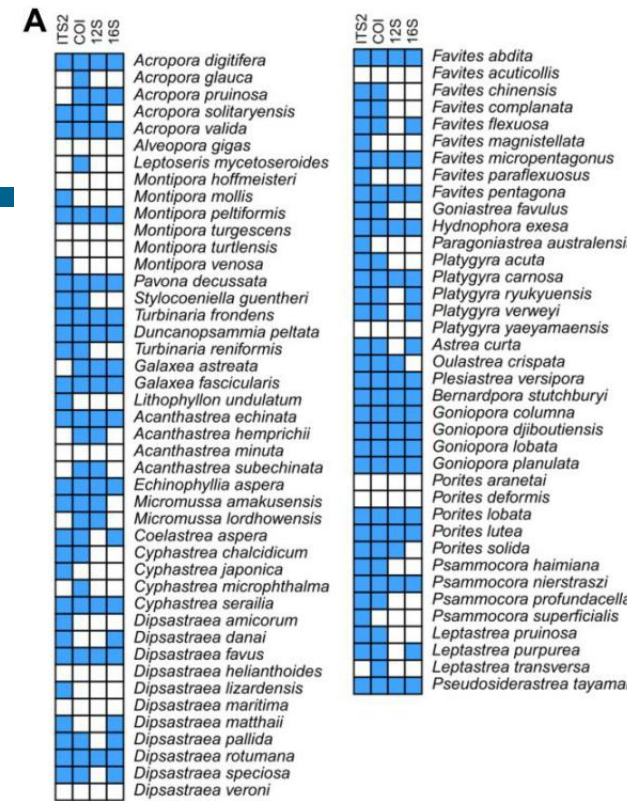 A
ITS2 COI 12S 16S
Acropora digitifera
Acropora glauca
Acropora pruinosa
Acropora solitaryensis
Acropora valida
Alveopora gigas
Leptoseris mycetoseroides
Montipora hoffmeisteri
Montipora mollis
Montipora peltiformis
Montipora turgescens
Montipora turtlensis
Montipora venosa
Pavona decussata
Stylocoeniella guentheri
Turbinaria frondens
Duncanopsammia peltata
Turbinaria reniformis
Galaxea astreata
Galaxea fascicularis
Lithophyllon undulatum
Acanthastrea echinata
Acanthastrea hemprichii
Acanthastrea minuta
Acanthastrea subechinata
Echinophyllia aspera
Micromussa amakusensis
Micromussa lordhowensis
Coelastrea aspera
Cyphastrea chalcidicum
Cyphastrea japonica
Cyphastrea microphthalma
Cyphastrea serailia
Dipsastraea amicorum
Dipsastraea danai
Dipsastraea favus
Dipsastraea helianthoides
Dipsastraea lizardensis
Dipsastraea maritima
Dipsastraea matthaii
Dipsastraea pallida
Dipsastraea rotumana
Dipsastraea speciosa
Dipsastraea veroni
ITS2 COI 12S 16S
Favites abdita
Favites acuticollis
Favites chinensis
Favites complanata
Favites flexuosa
Favites magnistellata
Favites micropentagonus
Favites paraflexuosus
Favites pentagona
Goniastrea favulus
Hydnophora exesa
Paragoniastrea australensis
Platygyra acuta
Platygyra carnosa
Platygyra ryukyuensis
Platygyra verweyi
Platygyra yaeyamaensis
Astrea curta
Oulastrea crispata
Plesiastrea versipora
Bernardpora stutchburyi
Goniopora columna
Goniopora djiboutiensis
Goniopora lobata
Goniopora planulata
Porites aranetai
Porites deformis
Porites lobata
Porites lutea
Porites solida
Psammocora haimiana
Psammocora nierstraszi
Psammocora profundacella
Psammocora superficialis
Leptastrea pruinosa
Leptastrea purpurea
Leptastrea transversa
Pseudosiderastrea tayamai